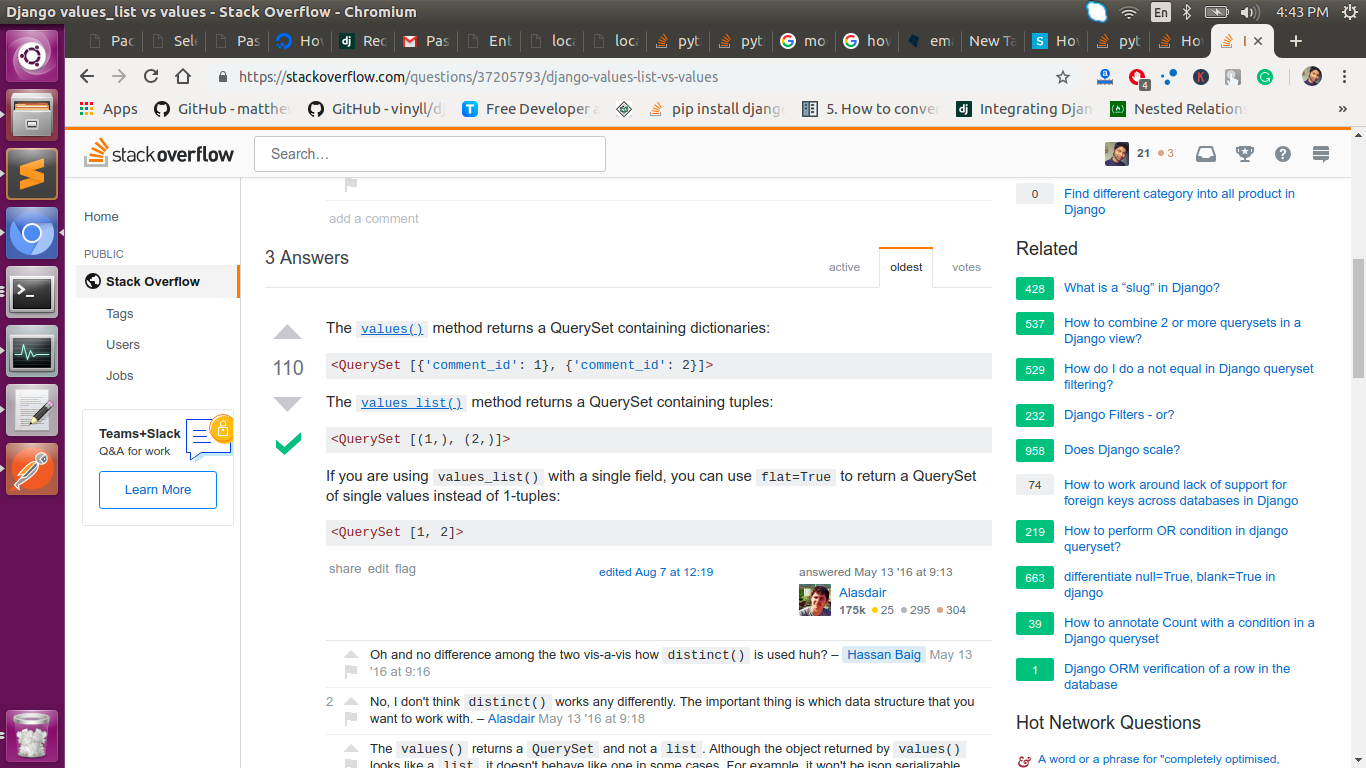 Django values_list vs values - Stack Overflow - Chromium
En
4:43 PM
Pac
Sele
Pas
Hov
Rec
Pas
Ent
loca
loca
pyt
pyt
mo
hov
ema
New Ta
Hov
pyt
Ho
https://stackoverflow.com/questions/37205793/django-values-list-vs-values
4
Apps
GitHub - matthe
GitHub - vinyll/dj
Free Developer a
pip install djang
5. How to conver
Integrating Djan
Nested Relations
»
stackoverflow
Search…
21
3
Home
PUBLIC
Stack Overflow
Tags
Users
Jobs
Teams+Slack
Q&A for work
Learn More
add a comment
3 Answers
active
oldest
votes
110
The values() method returns a QuerySet containing dictionaries:
<QuerySet [{'comment_id': 1}, {'comment_id': 2}]>
The values_list() method returns a QuerySet containing tuples:
<QuerySet [(1,), (2,)]>
If you are using values_list() with a single field, you can use flat=True to return a QuerySet
of single values instead of 1-tuples:
<QuerySet [1, 2]>
share edit flag
edited Aug 7 at 12:19
answered May 13 '16 at 9:13
Alasdair
175k 25 295 304
Oh and no difference among the two vis-a-vis how distinct() is used huh? – Hassan Baig May 13
'16 at 9:16
2
No, I don't think distinct() works any differently. The important thing is which data structure that you
want to work with. – Alasdair May 13 '16 at 9:18
The values() returns a QuerySet and not a list. Although the object returned by values()
looks like a list, it doesn't behave like one in some cases. For example, it won't be json serializable
0
Find different category into all product in
Django
Related
428
What is a “slug” in Django?
537
How to combine 2 or more querysets in a
Django view?
529
How do I do a not equal in Django queryset
filtering?
232
Django Filters - or?
958
Does Django scale?
74
How to work around lack of support for
foreign keys across databases in Django
219
How to perform OR condition in django
queryset?
663
differentiate null=True, blank=True in
django
39
How to annotate Count with a condition in a
Django queryset
1
Django ORM verification of a row in the
database
Hot Network Questions
A word or a phrase for "completely optimised,